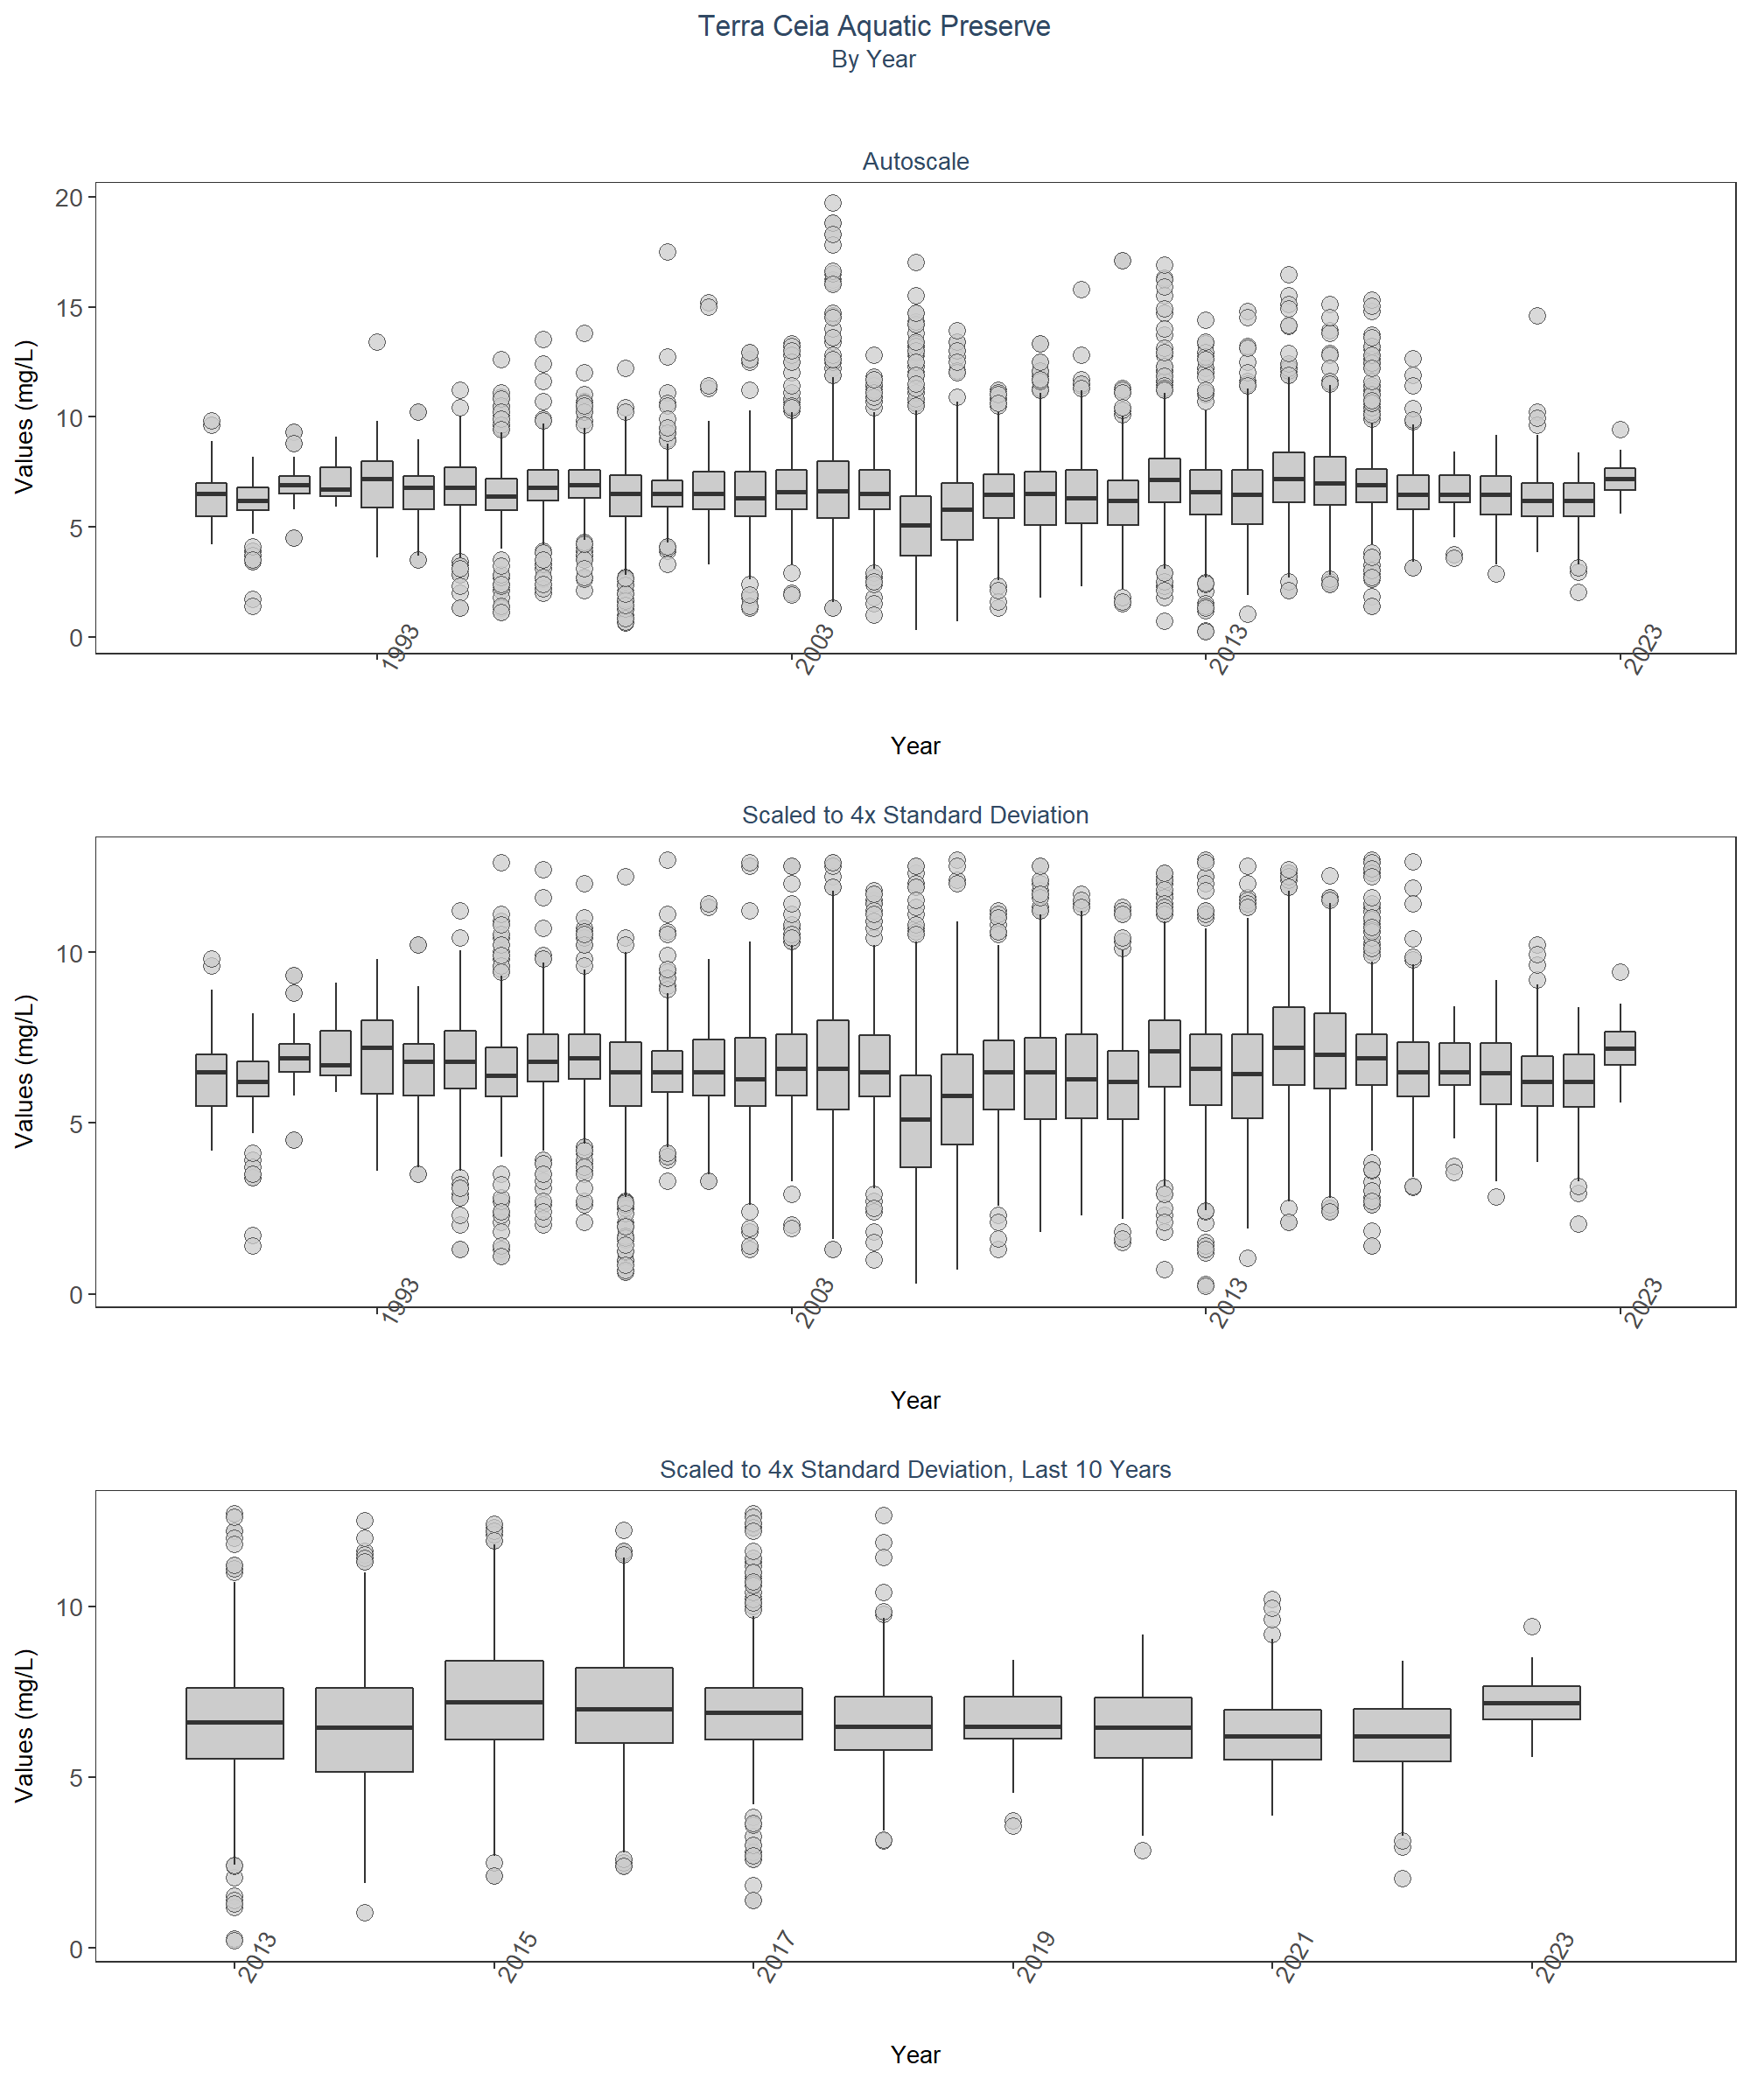 Terra Ceia Aquatic Preserve
By Year
Autoscale
Values (mg/L)
20
15
10
5
0
1993
2003
2013
2023
Year
Scaled to 4x Standard Deviation
Values (mg/L)
10
5
0
1993
2003
2013
2023
Year
Scaled to 4x Standard Deviation, Last 10 Years
Values (mg/L)
10
5
0
2013
2015
2017
2019
2021
2023
Year